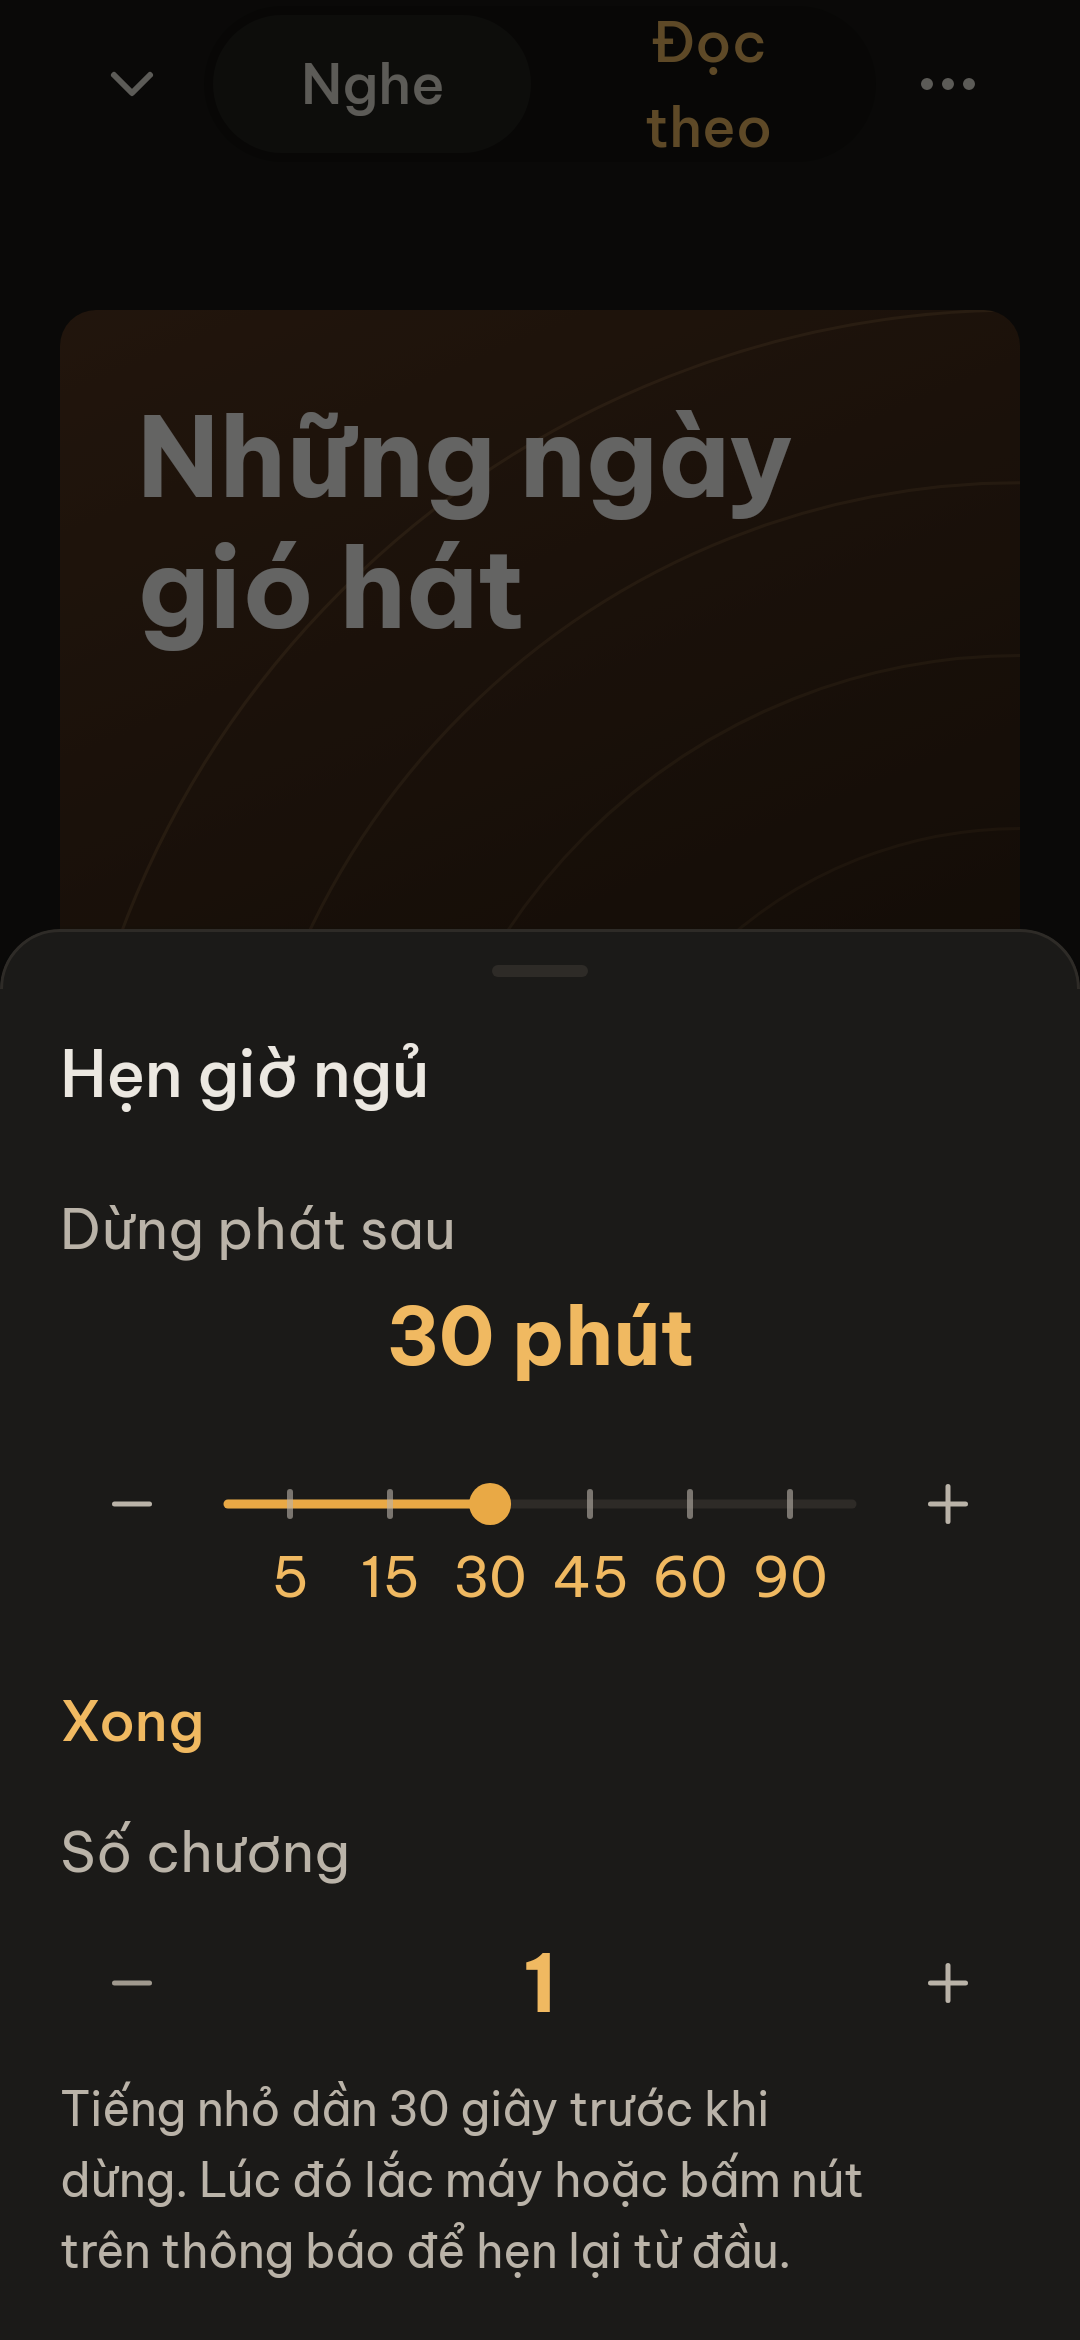 Nghe
Đọc
theo
Những ngày
gió hát
Hẹn giờ ngủ
Dừng phát sau
30 phút
5 15 30 45 60 90
Xong
Số chương
1
Tiếng nhỏ dần 30 giây trước khi
dừng. Lúc đó lắc máy hoặc bấm nút
trên thông báo để hẹn lại từ đầu.